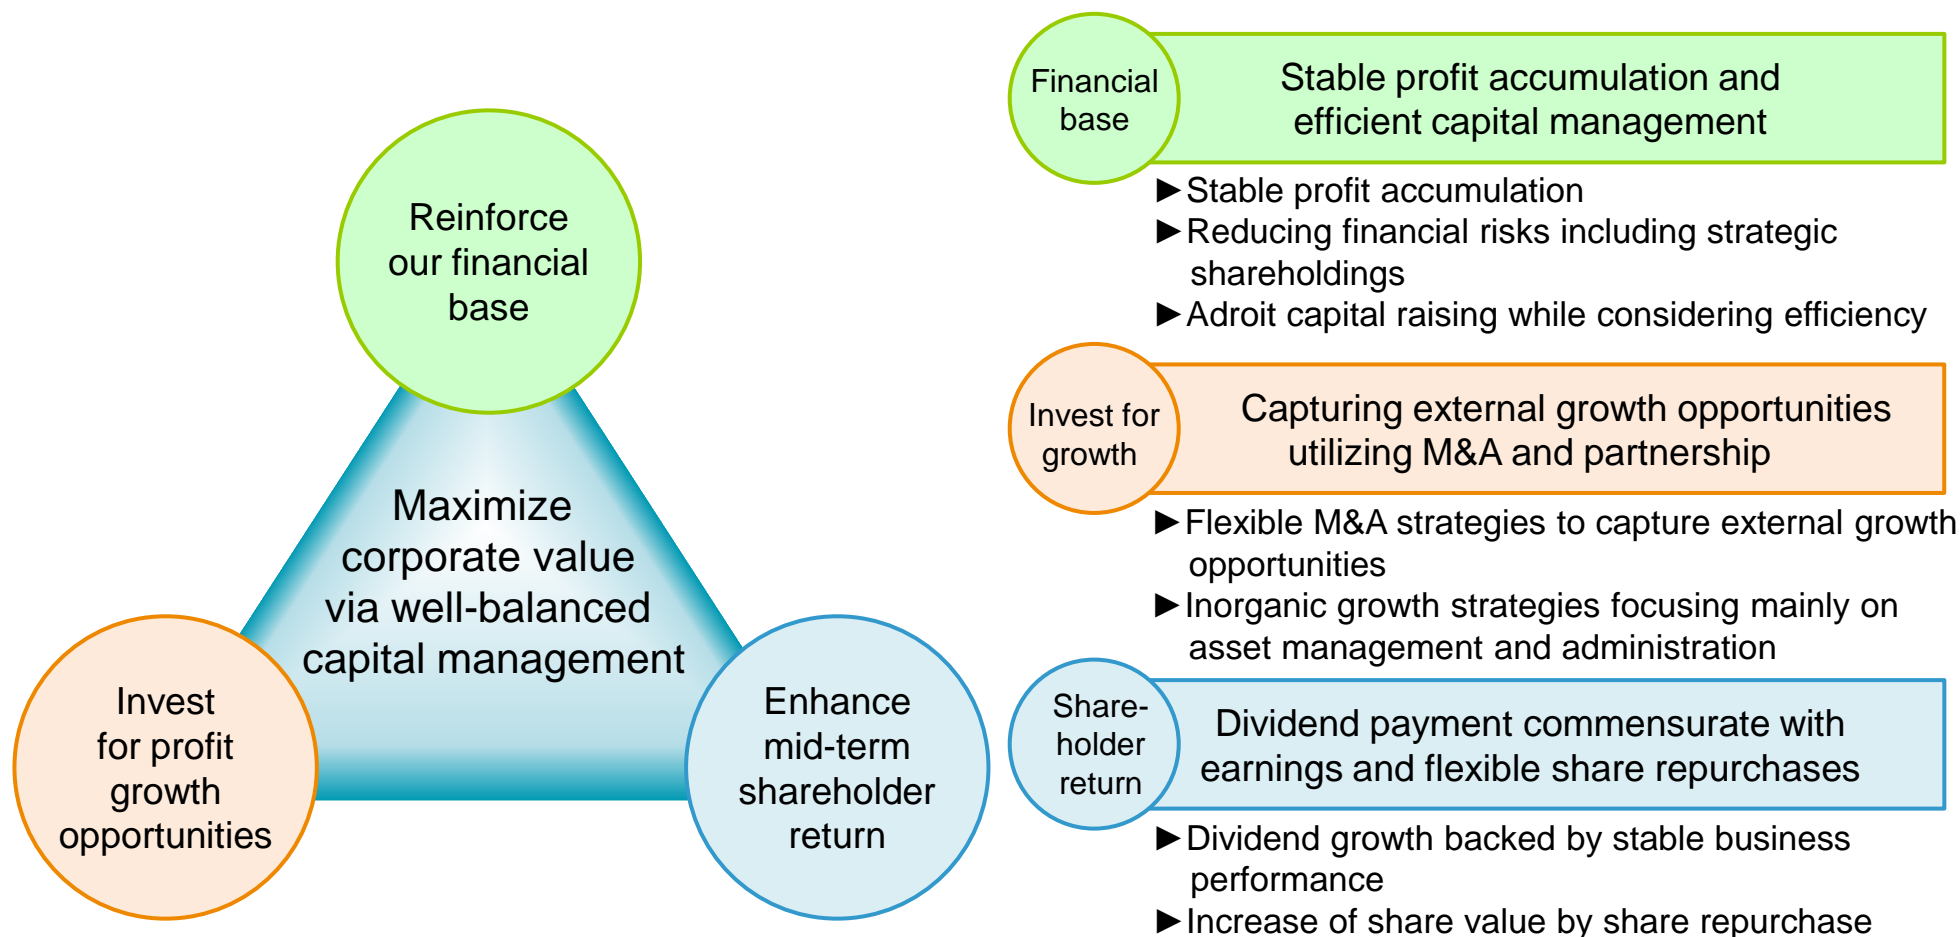 Reinforce
our financial
base
Maximize
corporate value
via well-balanced
capital management
Invest
for profit
growth
opportunities
Enhance
mid-term
shareholder
return
Financial
base
Stable profit accumulation and
efficient capital management
►Stable profit accumulation
►Reducing financial risks including strategic
shareholdings
►Adroit capital raising while considering efficiency
Invest for
growth
Capturing external growth opportunities
utilizing M&A and partnership
►Flexible M&A strategies to capture external growth
opportunities
►Inorganic growth strategies focusing mainly on
asset management and administration
Share-
holder
return
Dividend payment commensurate with
earnings and flexible share repurchases
►Dividend growth backed by stable business
performance
►Increase of share value by share repurchase